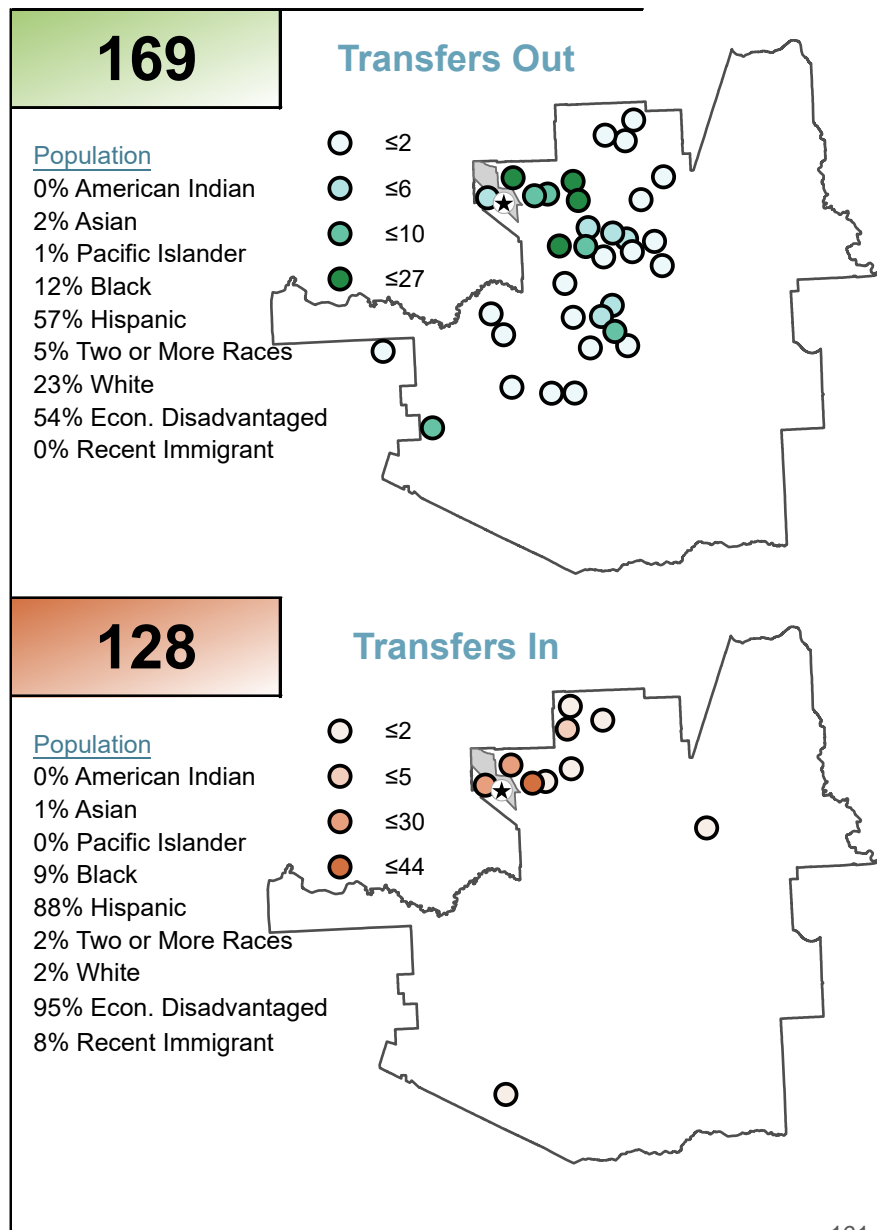 169
Transfers Out
Population
0% American Indian
2% Asian
1% Pacific Islander
12% Black
57% Hispanic
5% Two or More Races
23% White
54% Econ. Disadvantaged
0% Recent Immigrant
≤2
≤6
≤10
≤27
128
Transfers In
Population
0% American Indian
1% Asian
0% Pacific Islander
9% Black
88% Hispanic
2% Two or More Races
2% White
95% Econ. Disadvantaged
8% Recent Immigrant
≤2
≤5
≤30
≤44